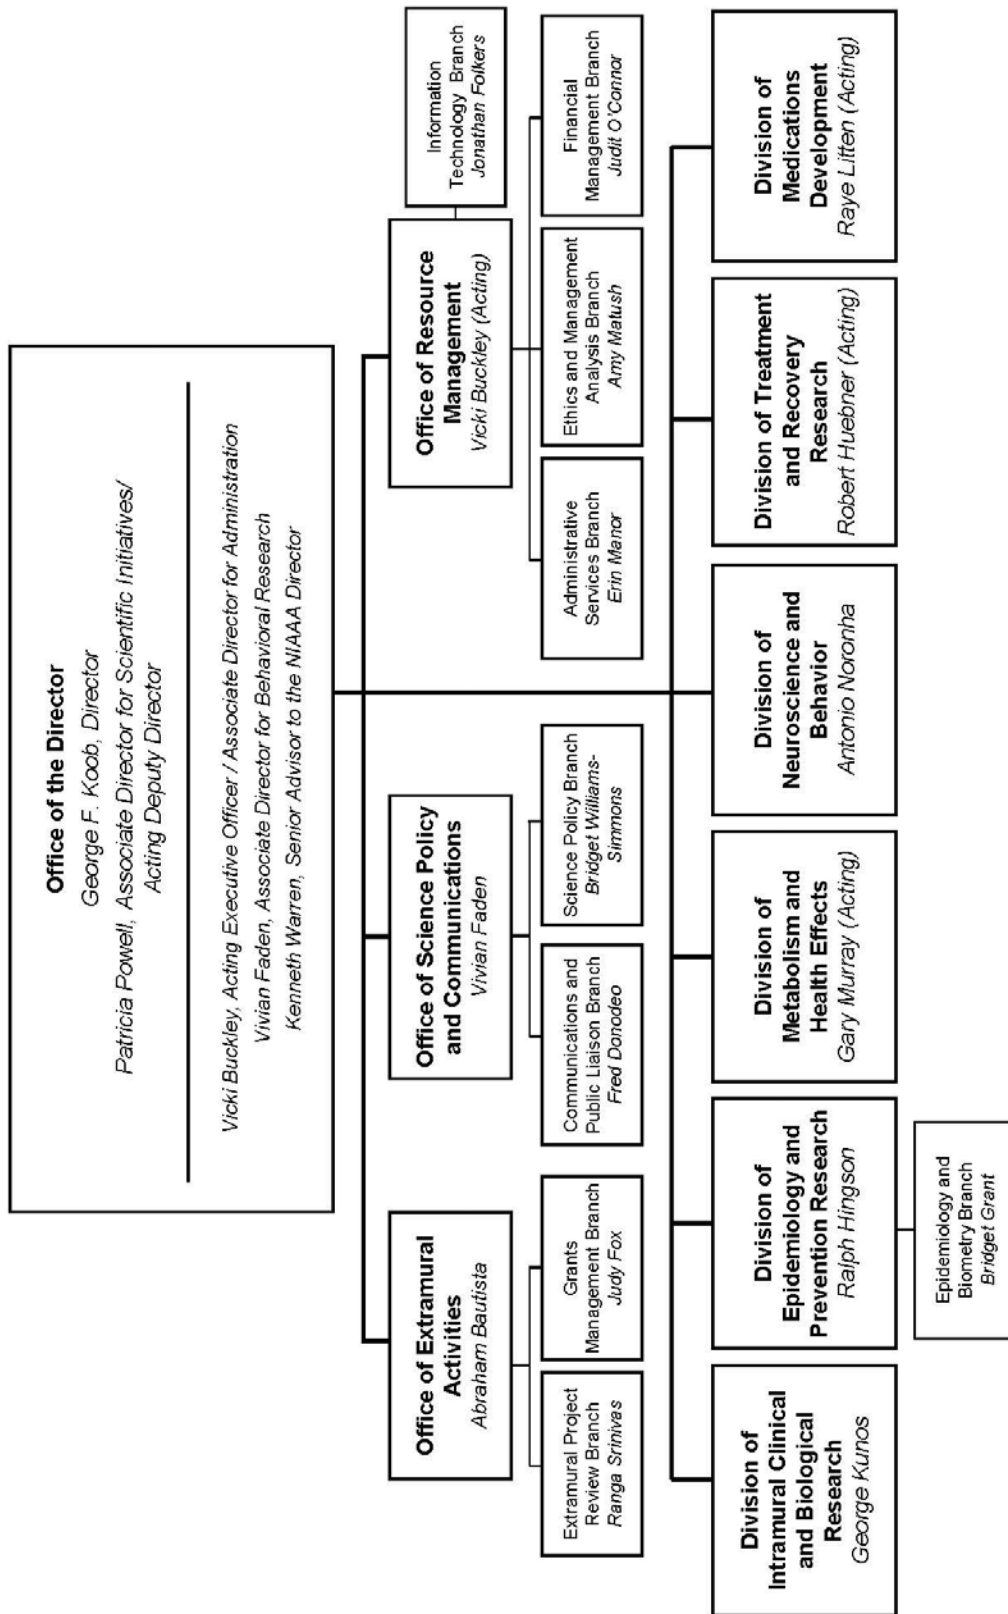 Office of the Director
George F. Koob, Director
Patricia Powell, Associate Director for Scientific Initiatives/
Acting Deputy Director
Vicki Buckley, Acting Executive Officer / Associate Director for Administration
Vivian Faden, Associate Director for Behavioral Research
Kenneth Warren, Senior Advisor to the NIAAA Director
Office of Extramural
Activities
Abraham Bautista
Extramural Project
Review Branch
Ranga Srinivas
Grants
Management Branch
Judy Fox
Office of Science Policy
and Communications
Vivian Faden
Communications and
Public Liaison Branch
Fred Donodeo
Science Policy Branch
Bridget Williams-
Simmons
Office of Resource
Management
Vicki Buckley (Acting)
Information
Technology Branch
Jonathan Folkers
Administrative
Services Branch
Erin Manor
Ethics and Management
Analysis Branch
Amy Matush
Financial
Management Branch
Judit O'Connor
Division of
Intramural Clinical
and Biological
Research
George Kunos
Division of
Epidemiology and
Prevention Research
Ralph Hingson
Epidemiology and
Biometry Branch
Bridget Grant
Division of
Metabolism and
Health Effects
Gary Murray (Acting)
Division of
Neuroscience and
Behavior
Antonio Noronha
Division of Treatment
and Recovery
Research
Robert Huebner (Acting)
Division of
Medications
Development
Raye Litten (Acting)